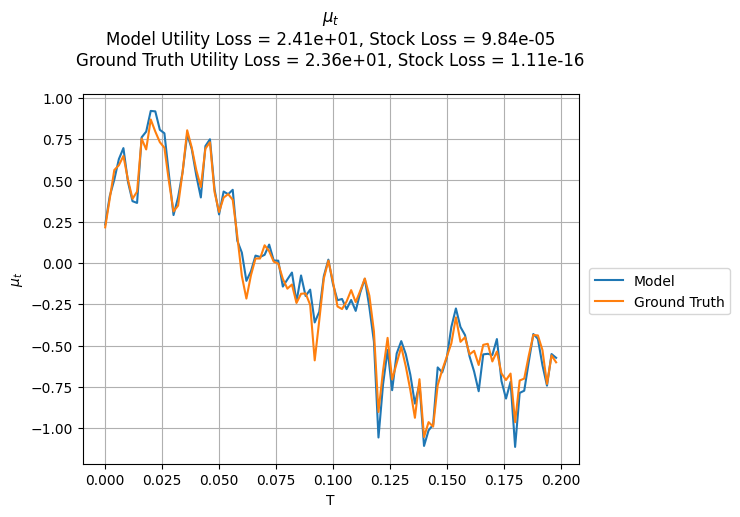 μₜ
Model Utility Loss = 2.41e+01, Stock Loss = 9.84e-05
Ground Truth Utility Loss = 2.36e+01, Stock Loss = 1.11e-16
1.00
0.75
0.50
0.25
0.00
−0.25
−0.50
−0.75
−1.00
μₜ
0.000 0.025 0.050 0.075 0.100 0.125 0.150 0.175 0.200
T
Model
Ground Truth